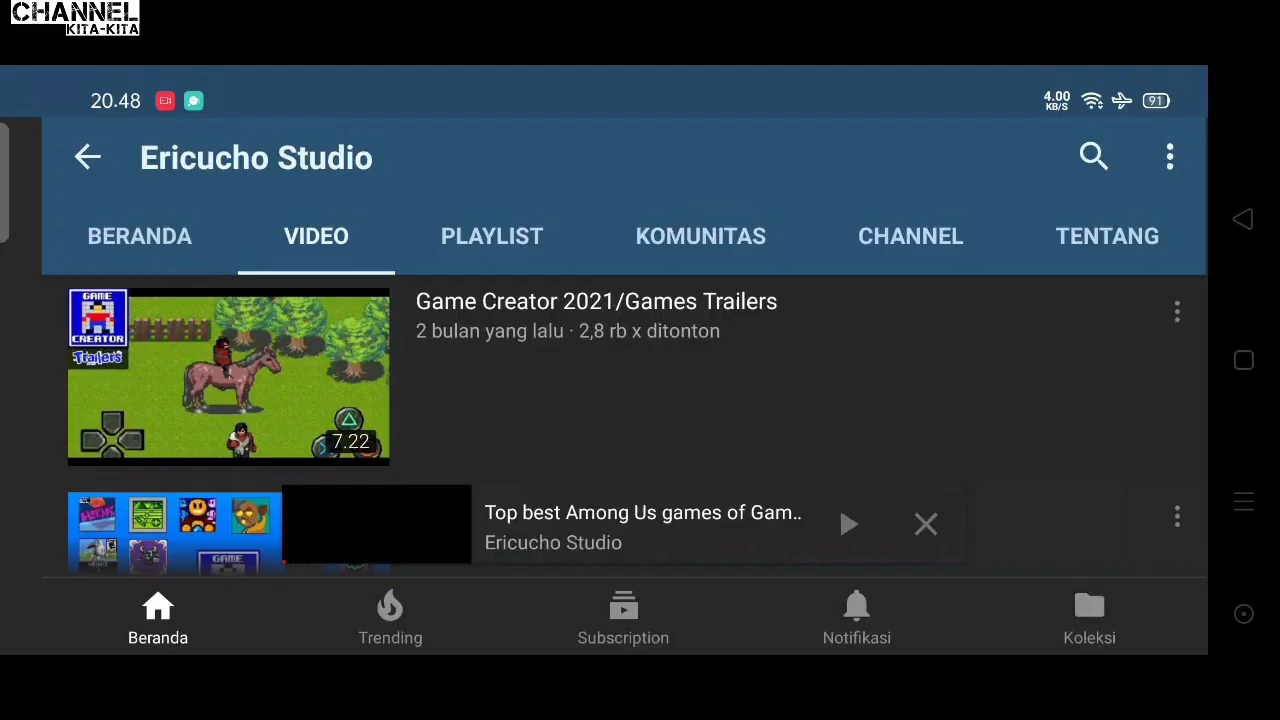 CHANNEL
KITA-KITA
20.48
4.00
KB/S
91
Ericucho Studio
BERANDA
VIDEO
PLAYLIST
KOMUNITAS
CHANNEL
TENTANG
GAME
CREATOR
Trailers
7.22
Game Creator 2021/Games Trailers
2 bulan yang lalu · 2,8 rb x ditonton
GAME
Top best Among Us games of Gam..
Ericucho Studio
Beranda
Trending
Subscription
Notifikasi
Koleksi